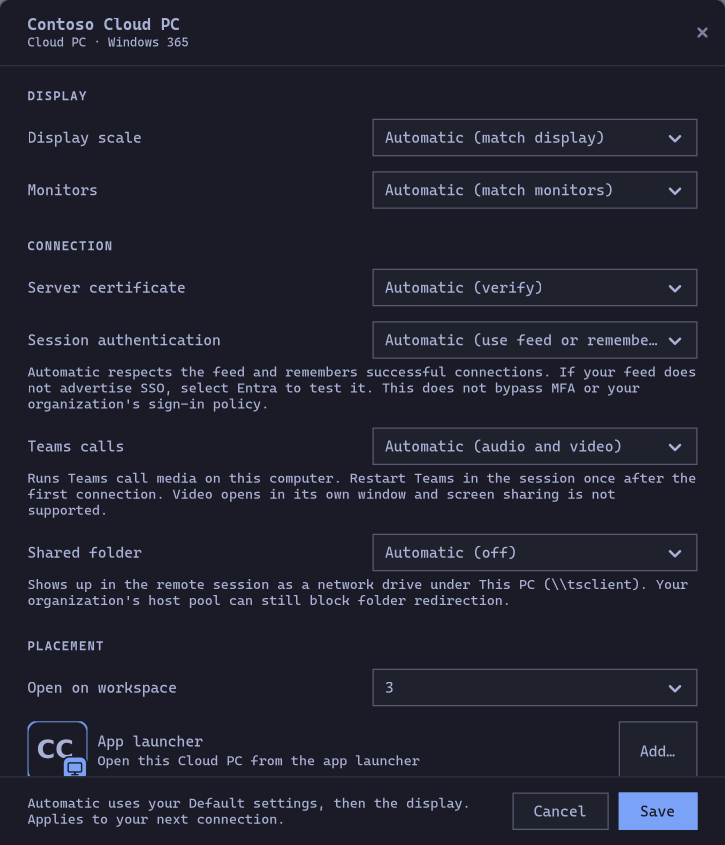 Contoso Cloud PC
Cloud PC · Windows 365
DISPLAY
Display scale
Automatic (match display)
Monitors
Automatic (match monitors)
CONNECTION
Server certificate
Automatic (verify)
Session authentication
Automatic (use feed or remembe…
Automatic respects the feed and remembers successful connections. If your feed does
not advertise SSO, select Entra to test it. This does not bypass MFA or your
organization's sign-in policy.
Teams calls
Automatic (audio and video)
Runs Teams call media on this computer. Restart Teams in the session once after the
first connection. Video opens in its own window and screen sharing is not
supported.
Shared folder
Automatic (off)
Shows up in the remote session as a network drive under This PC (\\tsclient). Your
organization's host pool can still block folder redirection.
PLACEMENT
Open on workspace
3
CC
App launcher
Open this Cloud PC from the app launcher
Add…
Automatic uses your Default settings, then the display.
Applies to your next connection.
Cancel
Save